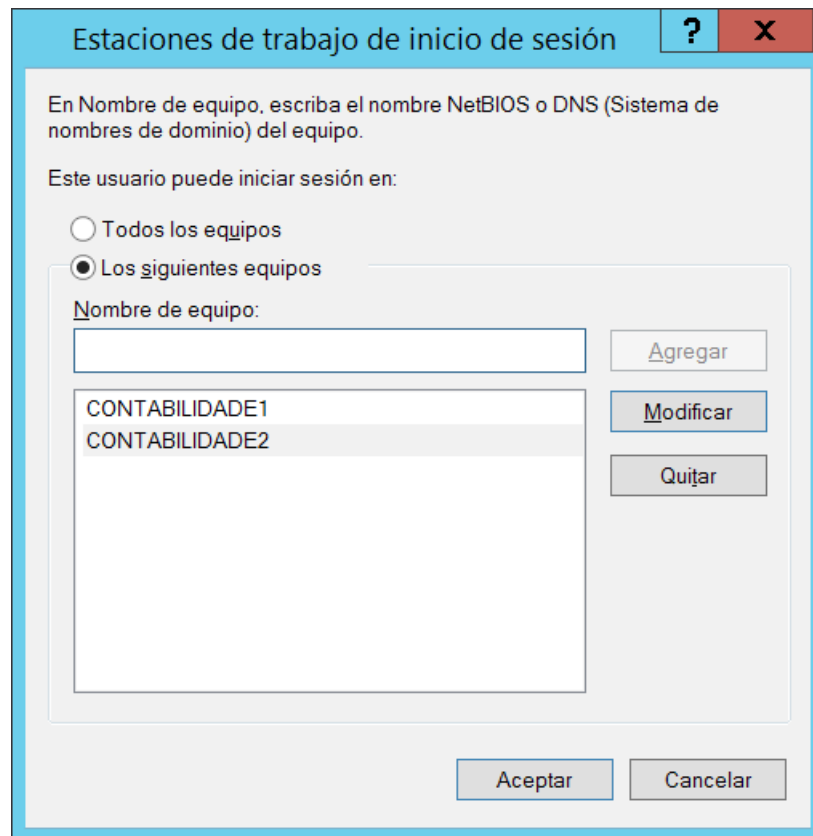 Estaciones de trabajo de inicio de sesión
?
X
En Nombre de equipo, escriba el nombre NetBIOS o DNS (Sistema de
nombres de dominio) del equipo.
Este usuario puede iniciar sesión en:
Todos los equipos
Los siguientes equipos
Nombre de equipo:
Agregar
CONTABILIDADE1
Modificar
CONTABILIDADE2
Quitar
Aceptar
Cancelar